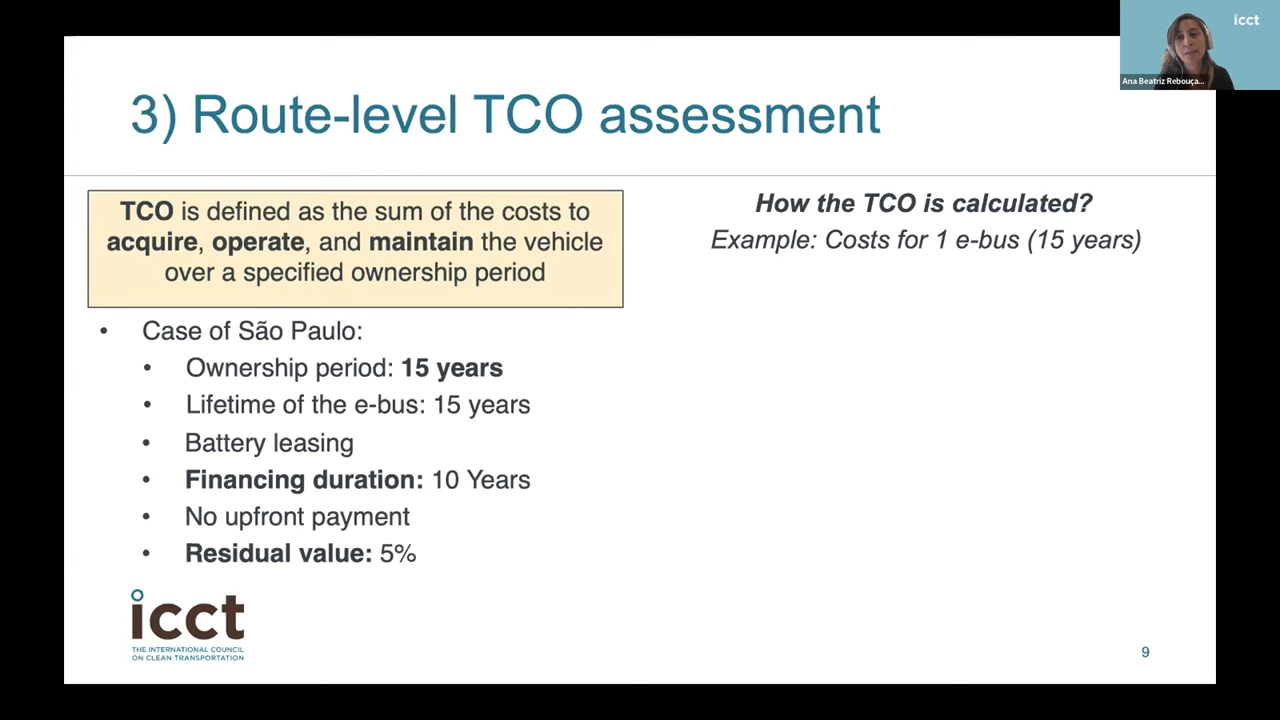 icct
Ana Beatriz Rebouça...
3) Route-level TCO assessment
TCO is defined as the sum of the costs to
acquire, operate, and maintain the vehicle
over a specified ownership period
• Case of São Paulo:
• Ownership period: 15 years
• Lifetime of the e-bus: 15 years
• Battery leasing
• Financing duration: 10 Years
• No upfront payment
• Residual value: 5%
How the TCO is calculated?
Example: Costs for 1 e-bus (15 years)
icct
THE INTERNATIONAL COUNCIL
ON CLEAN TRANSPORTATION
9